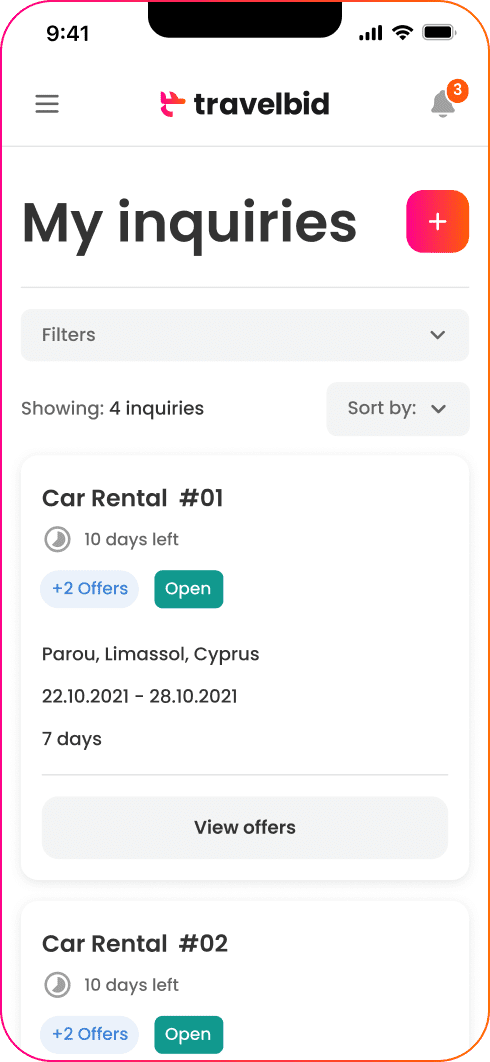 9:41
travelbid
3
My inquiries
+
Filters
Showing: 4 inquiries
Sort by:
Car Rental #01
10 days left
+2 Offers
Open
Parou, Limassol, Cyprus
22.10.2021 - 28.10.2021
7 days
View offers
Car Rental #02
10 days left
+2 Offers
Open